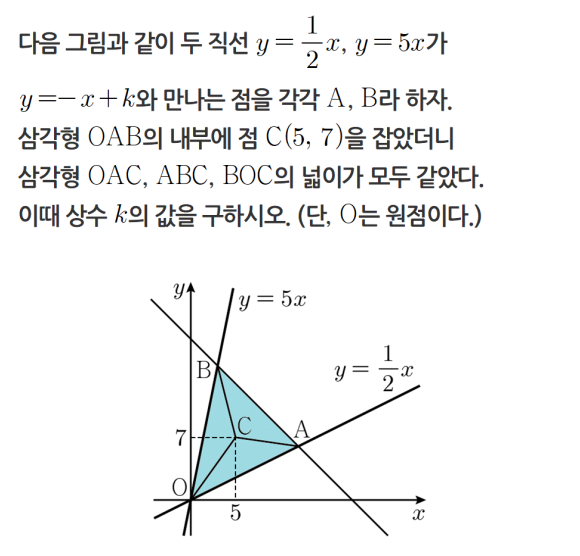 다음 그림과 같이 두 직선 y = 1/2 x, y = 5x가
y = −x + k와 만나는 점을 각각 A, B라 하자.
삼각형 OAB의 내부에 점 C(5, 7)을 잡았더니
삼각형 OAC, ABC, BOC의 넓이가 모두 같았다.
이때 상수 k의 값을 구하시오. (단, O는 원점이다.)
y
y = 5x
B
y = 1/2 x
C
A
7
O
5
x